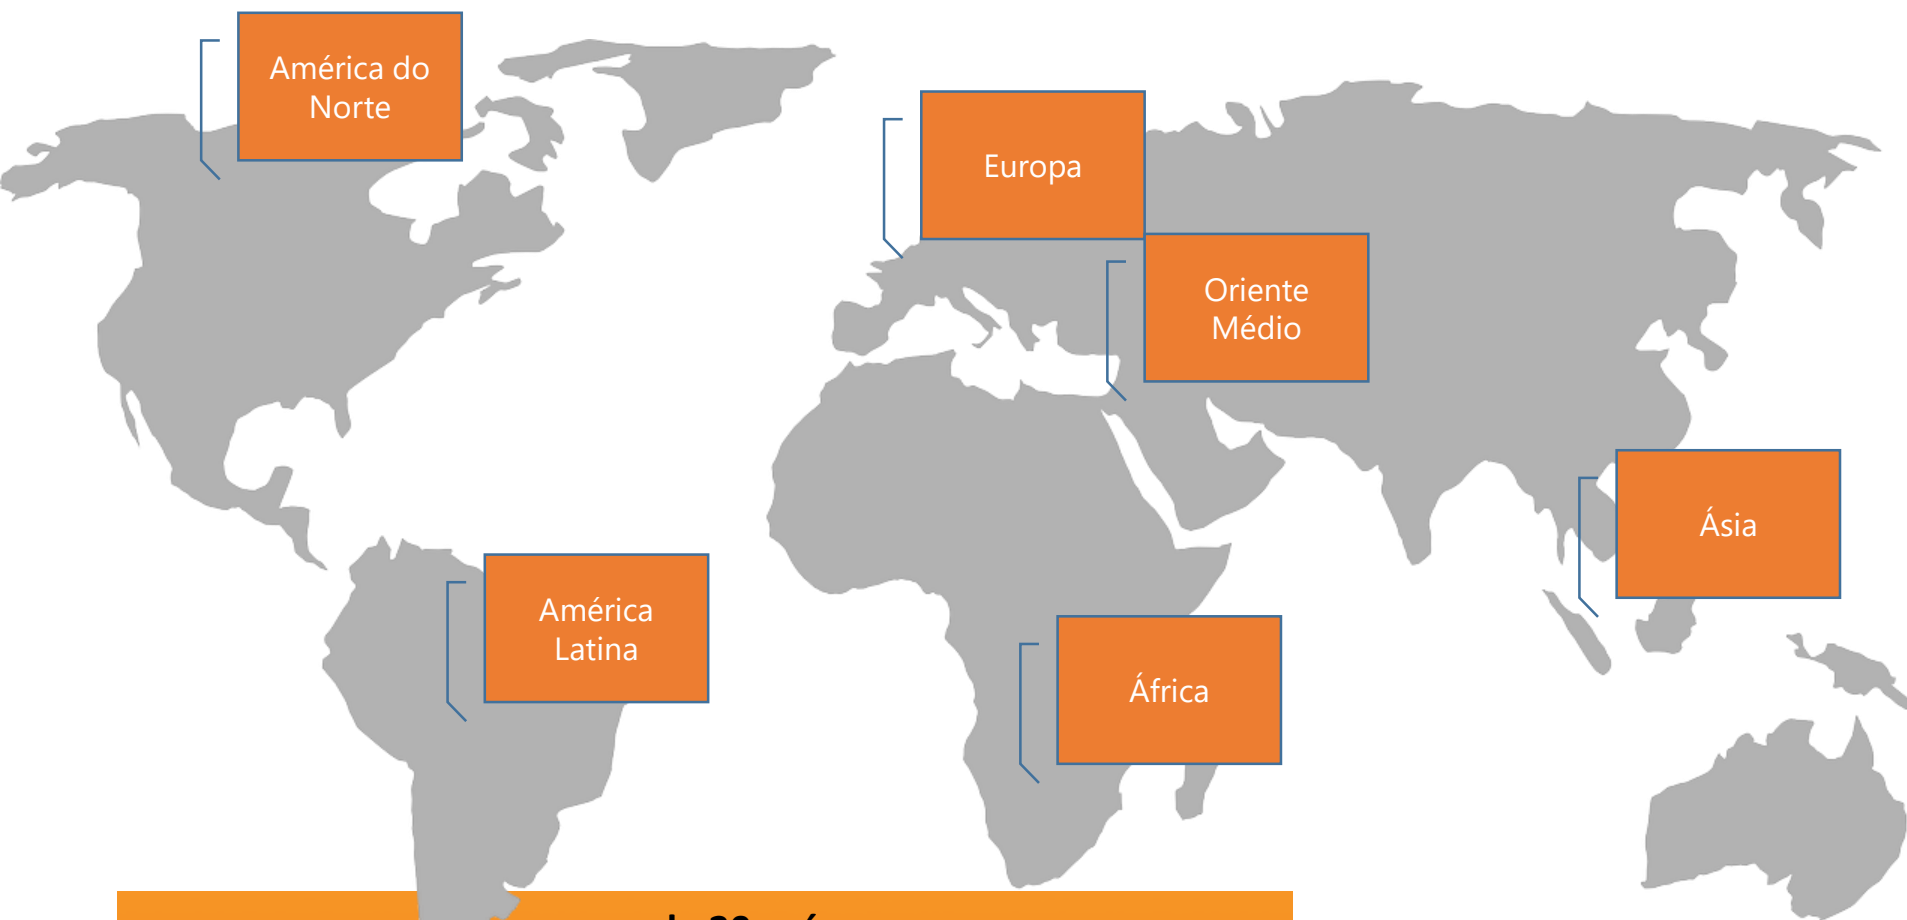 América do
Norte
Europa
Oriente
Médio
Ásia
América
Latina
África